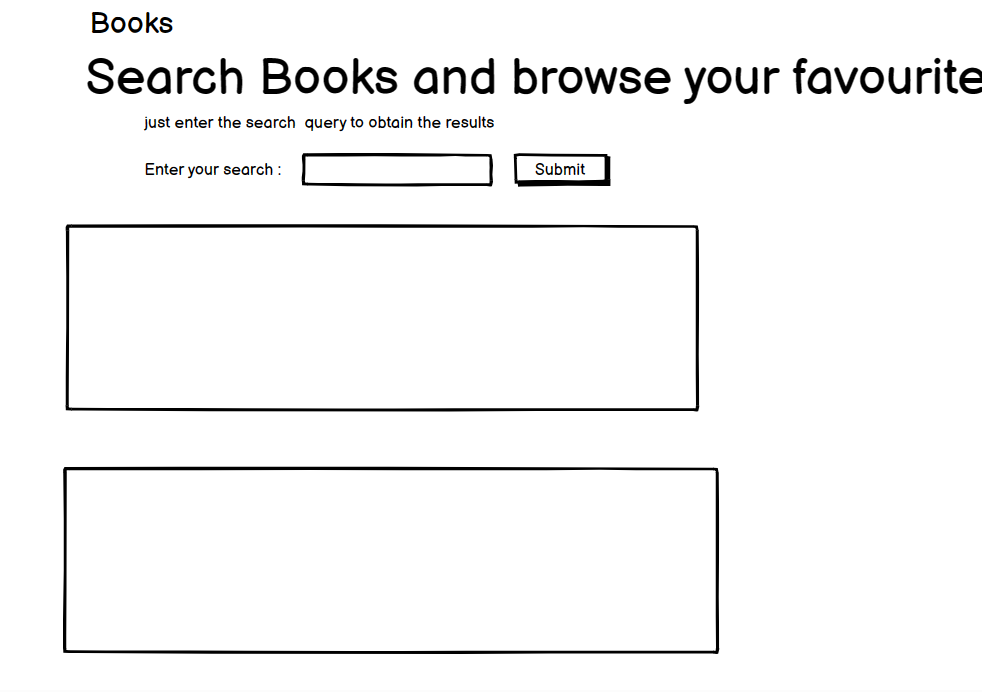 Books
Search Books and browse your favourite
just enter the search query to obtain the results
Enter your search :
Submit